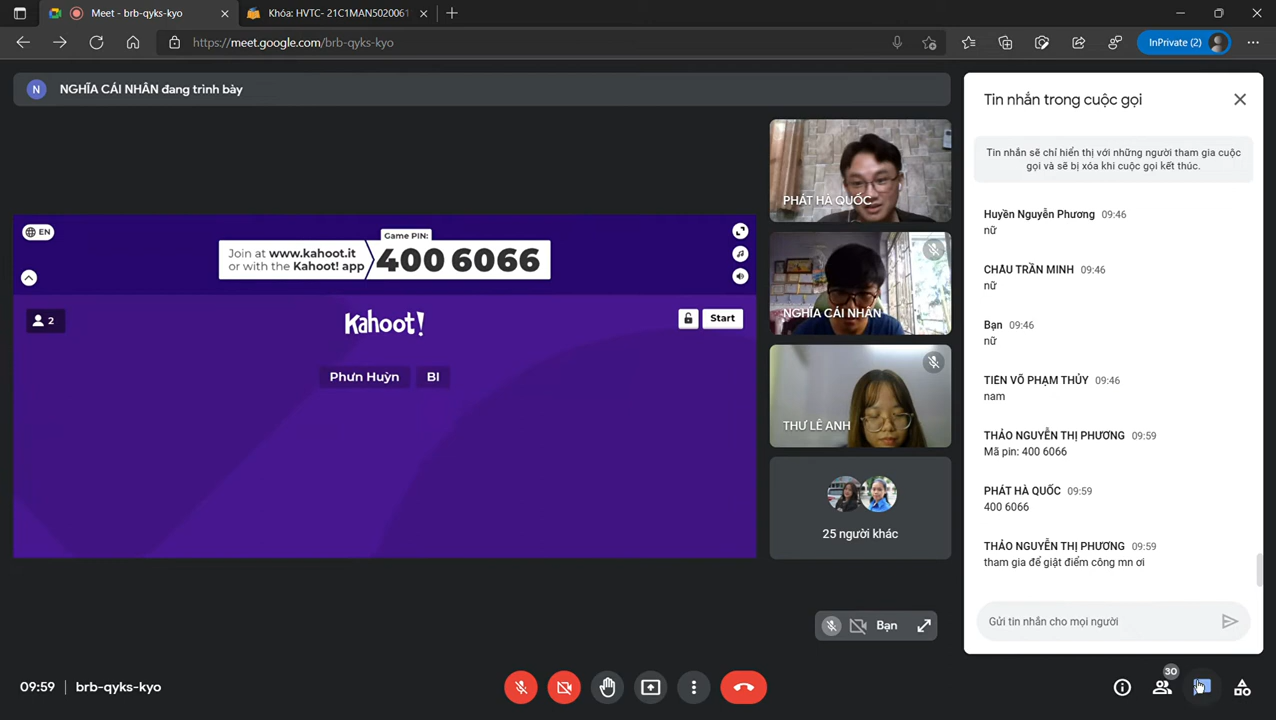 Meet - brb-qyks-kyo
Khóa: HVTC- 21C1MAN5020061
https://meet.google.com/brb-qyks-kyo
InPrivate (2)
N
NGHĨA CÁI NHÂN đang trình bày
EN
Join at www.kahoot.it
or with the Kahoot! app
Game PIN:
400 6066
2
Kahoot!
Start
Phưn Huỳn
BI
PHÁT HÀ QUỐC
NGHĨA CÁI NHÂN
THƯ LÊ ANH
25 người khác
Bạn
Tin nhắn trong cuộc gọi
Tin nhắn sẽ chỉ hiển thị với những người tham gia cuộc
gọi và sẽ bị xóa khi cuộc gọi kết thúc.
Huyền Nguyễn Phương 09:46
nữ
CHÂU TRẦN MINH 09:46
nữ
Bạn 09:46
nữ
TIÊN VÕ PHẠM THỦY 09:46
nam
THẢO NGUYỄN THỊ PHƯƠNG 09:59
Mã pin: 400 6066
PHÁT HÀ QUỐC 09:59
400 6066
THẢO NGUYỄN THỊ PHƯƠNG 09:59
tham gia để giật điểm công mn ơi
Gửi tin nhắn cho mọi người
09:59 | brb-qyks-kyo
30